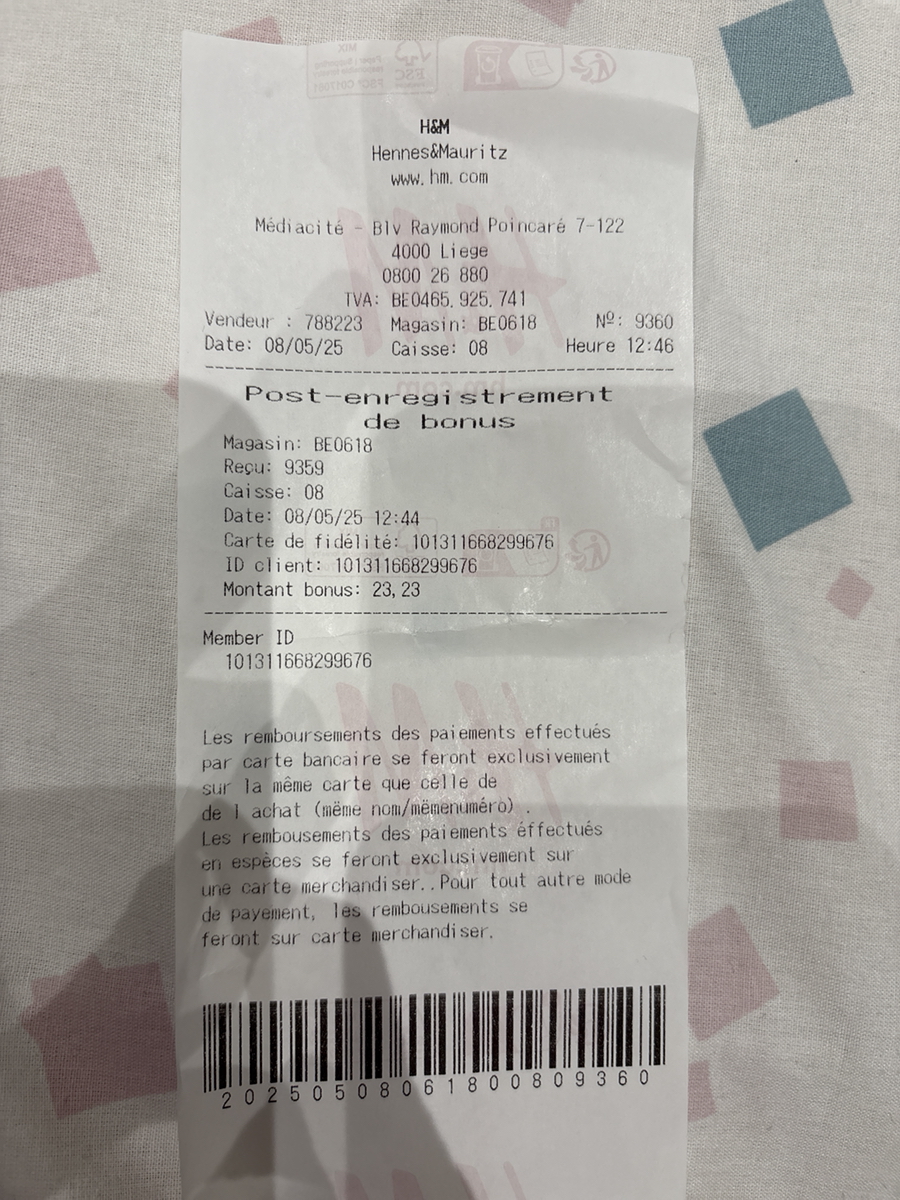 H&M
Hennes&Mauritz
www.hm.com
Médiacité - Blv Raymond Poincaré 7-122
4000 Liege
0800 26 880
TVA: BE0465.925.741
Vendeur : 788223 Magasin: BE0618 Nº: 9360
Date: 08/05/25 Caisse: 08 Heure 12:46
Post-enregistrement
de bonus
Magasin: BE0618
Reçu: 9359
Caisse: 08
Date: 08/05/25 12:44
Carte de fidélité: 101311668299676
ID client: 101311668299676
Montant bonus: 23,23
Member ID
101311668299676
Les remboursements des paiements effectués
par carte bancaire se feront exclusivement
sur la même carte que celle de
de l achat (mëme nom/mëmenuméro) .
Les rembousements des paiements éffectués
en espèces se feront exclusivement sur
une carte merchandiser..Pour tout autre mode
de payement, les rembousements se
feront sur carte merchandiser.
20250508061800809360